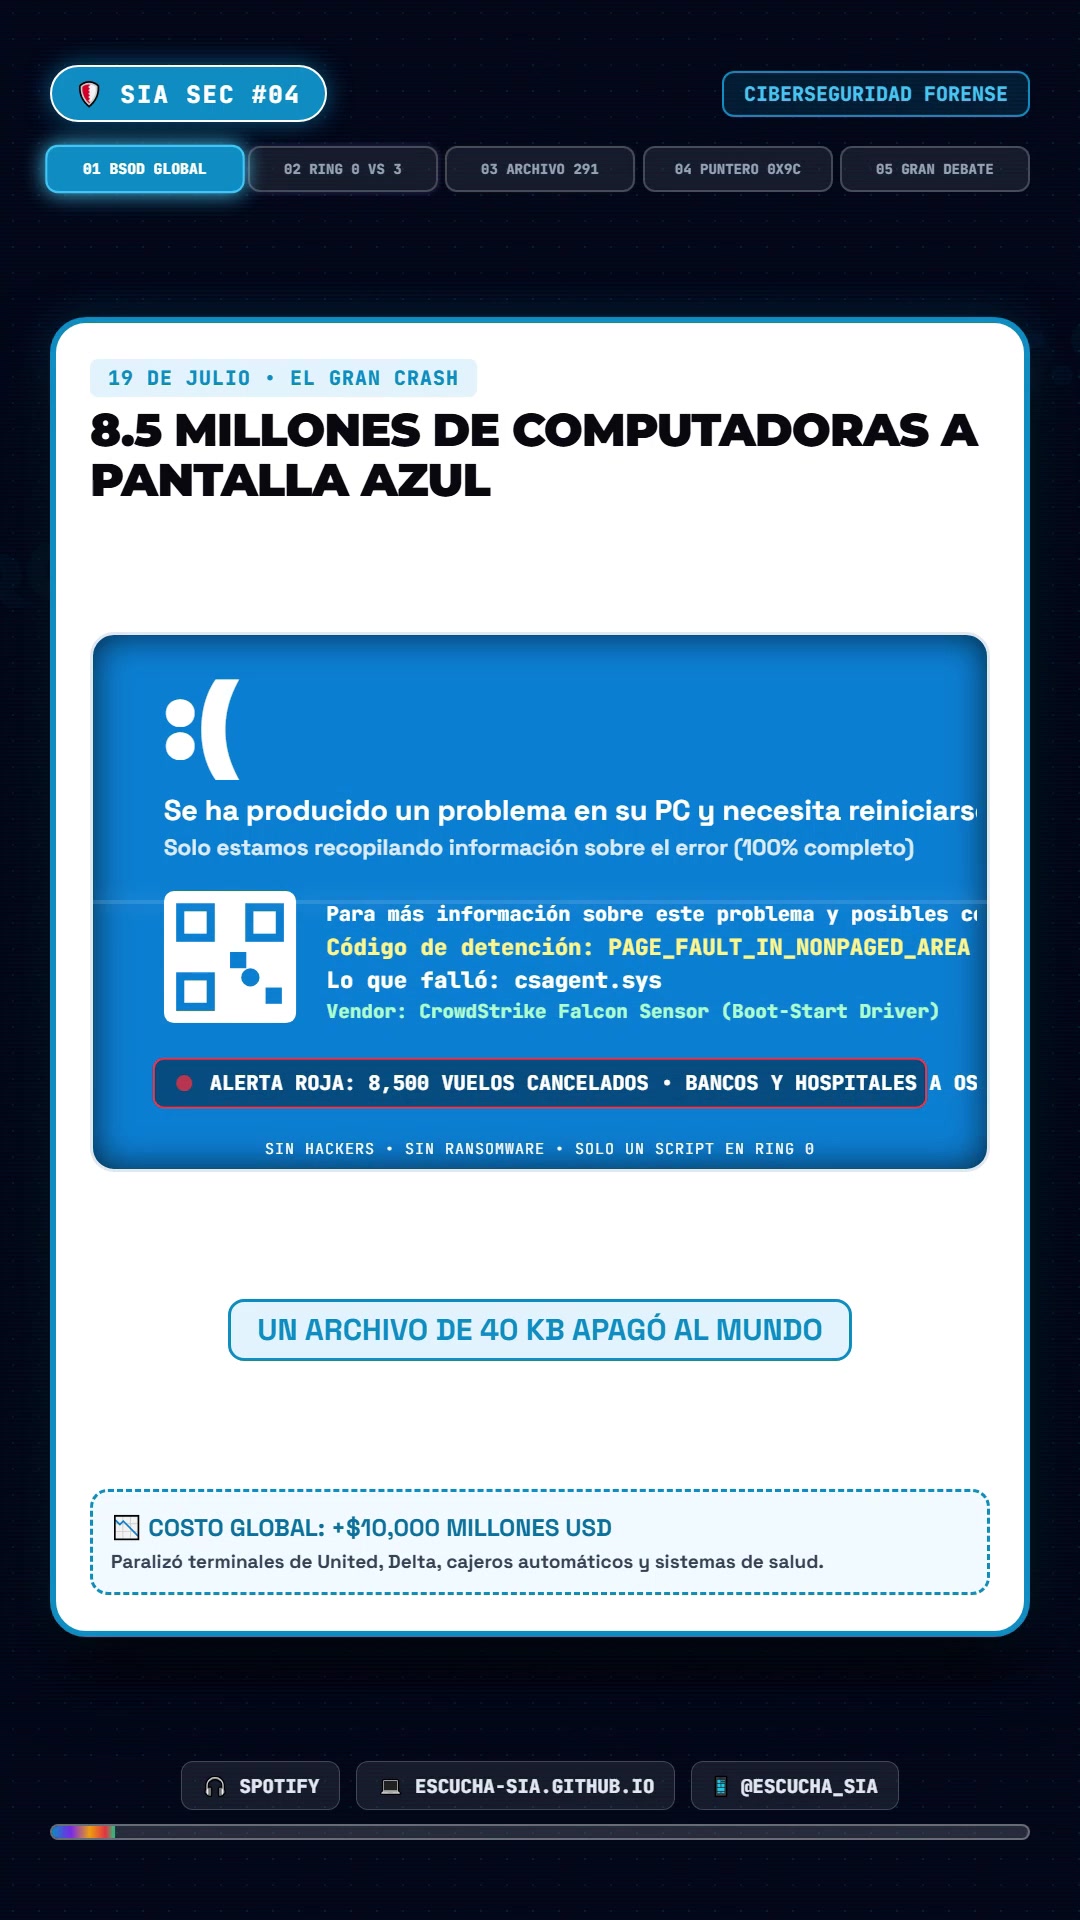 SIA SEC #04
CIBERSEGURIDAD FORENSE
01 BSOD GLOBAL
02 RING 0 VS 3
03 ARCHIVO 291
04 PUNTERO 0X9C
05 GRAN DEBATE
19 DE JULIO • EL GRAN CRASH
8.5 MILLONES DE COMPUTADORAS A
PANTALLA AZUL
:(
Se ha producido un problema en su PC y necesita
Solo estamos recopilando información sobre el error (100% completo)
Para más información sobre este problema y posibles
Código de detención: PAGE_FAULT_IN_NONPAGED_AREA
Lo que falló: csagent.sys
Vendor: CrowdStrike Falcon Sensor (Boot-Start Driver)
ALERTA ROJA: 8,500 VUELOS CANCELADOS • BANCOS Y HOSPITALES A
SIN HACKERS • SIN RANSOMWARE • SOLO UN SCRIPT EN RING 0
UN ARCHIVO DE 40 KB APAGÓ AL MUNDO
COSTO GLOBAL: +$10,000 MILLONES USD
Paralizó terminales de United, Delta, cajeros automáticos y sistemas de salud.
SPOTIFY
ESCUCHA-SIA.GITHUB.IO
@ESCUCHA_SIA